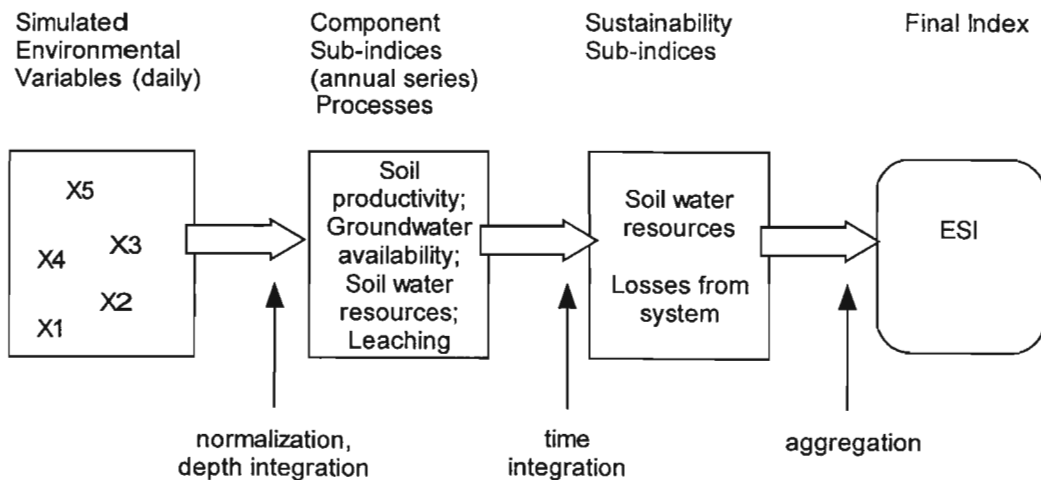 Simulated
Environmental
Variables (daily)
Component
Sub-indices
(annual series)
Processes
Sustainability
Sub-indices
Final Index
X5
X3
X4
X2
X1
Soil
productivity;
Groundwater
availability;
Soil water
resources;
Leaching
Soil water
resources
Losses from
system
ESI
normalization,
depth integration
time
integration
aggregation